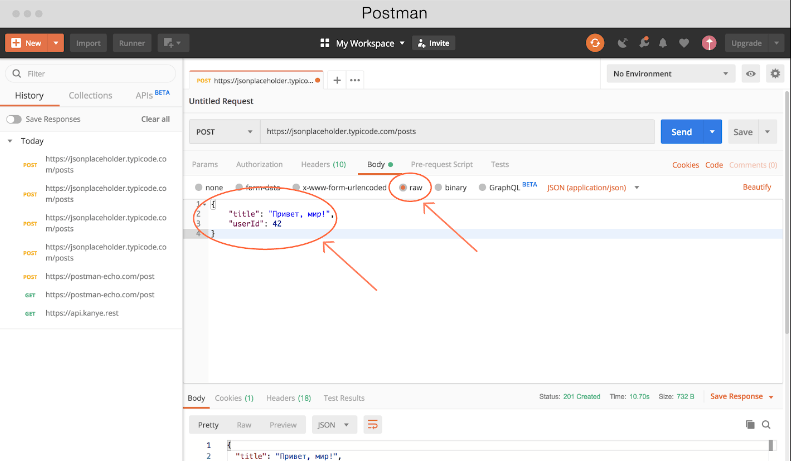 Postman
New
Import
Runner
My Workspace
Invite
Upgrade
Filter
History
Collections
APIs BETA
Save Responses
Clear all
Today
POST https://jsonplaceholder.typicode.co
m/posts
POST https://jsonplaceholder.typicode.co
m/posts
POST https://jsonplaceholder.typicode.co
m/posts
POST https://jsonplaceholder.typicode.co
m/posts
POST https://postman-echo.com/post
GET https://postman-echo.com/post
GET https://api.kanye.rest
POST https://jsonplaceholder.typico...
No Environment
Untitled Request
POST
https://jsonplaceholder.typicode.com/posts
Send
Save
Params
Authorization
Headers (10)
Body
Pre-request Script
Tests
Cookies
Code
Comments (0)
none
form-data
x-www-form-urlencoded
raw
binary
GraphQL BETA
JSON (application/json)
Beautify
1 {
2 "title": "Привет, мир!",
3 "userId": 42
4 }
Body
Cookies (1)
Headers (18)
Test Results
Status: 201 Created
Time: 10.70s
Size: 732 B
Save Response
Pretty
Raw
Preview
JSON
1 {
2 "title": "Привет, мир!",